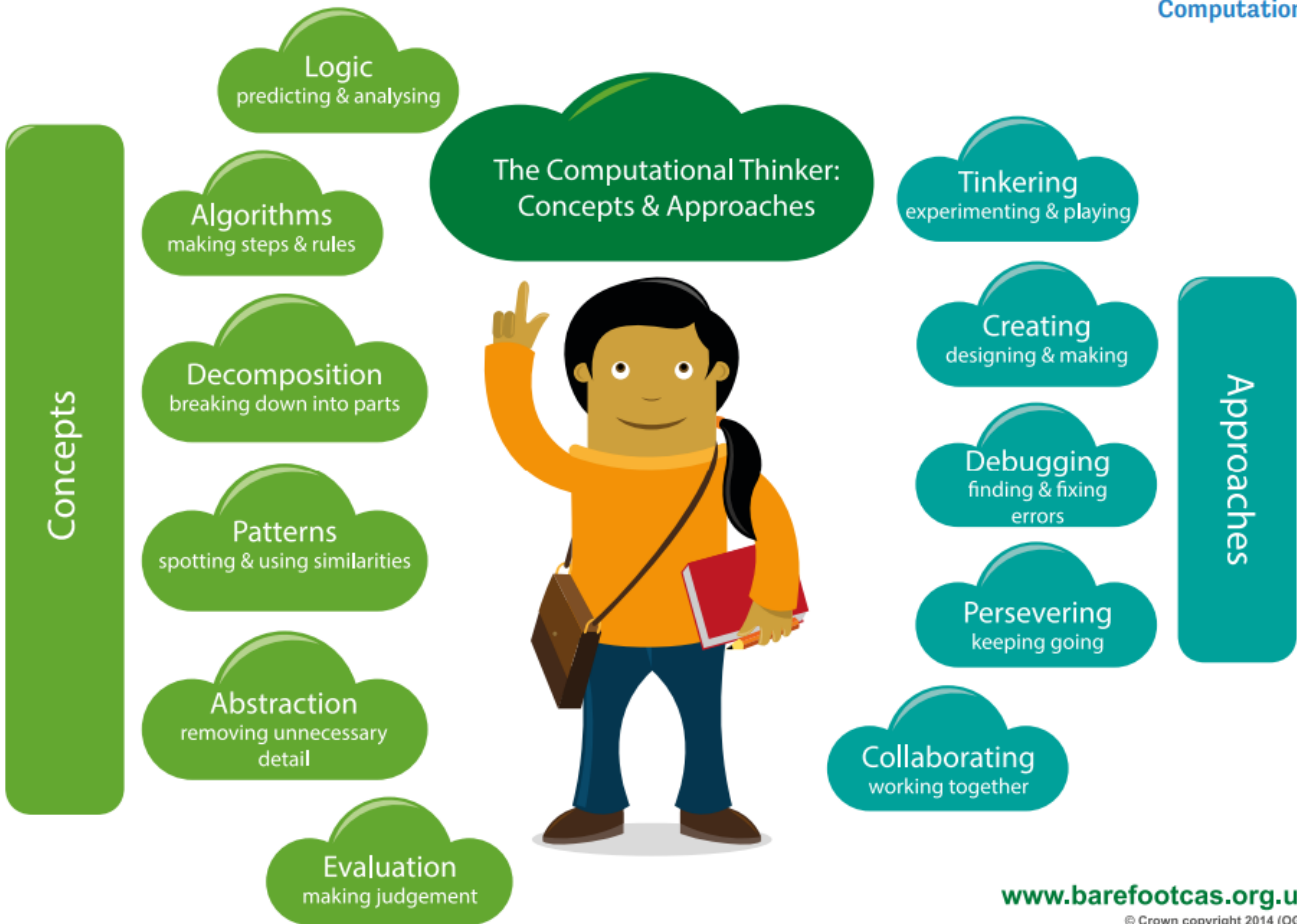 Computation
Logic
predicting & analysing
The Computational Thinker:
Concepts & Approaches
Tinkering
experimenting & playing
Algorithms
making steps & rules
Creating
designing & making
Decomposition
breaking down into parts
Concepts
Approaches
Debugging
finding & fixing
errors
Patterns
spotting & using similarities
Persevering
keeping going
Abstraction
removing unnecessary
detail
Collaborating
working together
Evaluation
making judgement
www.barefootcas.org.u
© Crown copyright 2014 (OG